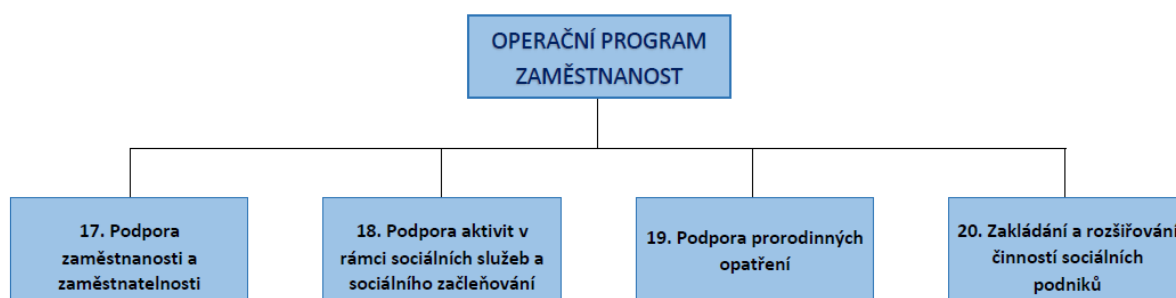 OPERAČNÍ PROGRAM
ZAMĚSTNANOST
17. Podpora
zaměstnanosti a
zaměstnatelnosti
18. Podpora aktivit v
rámci sociálních služeb a
sociálního začleňování
19. Podpora prorodinných
opatření
20. Zakládání a rozšiřování
činností sociálních
podniků